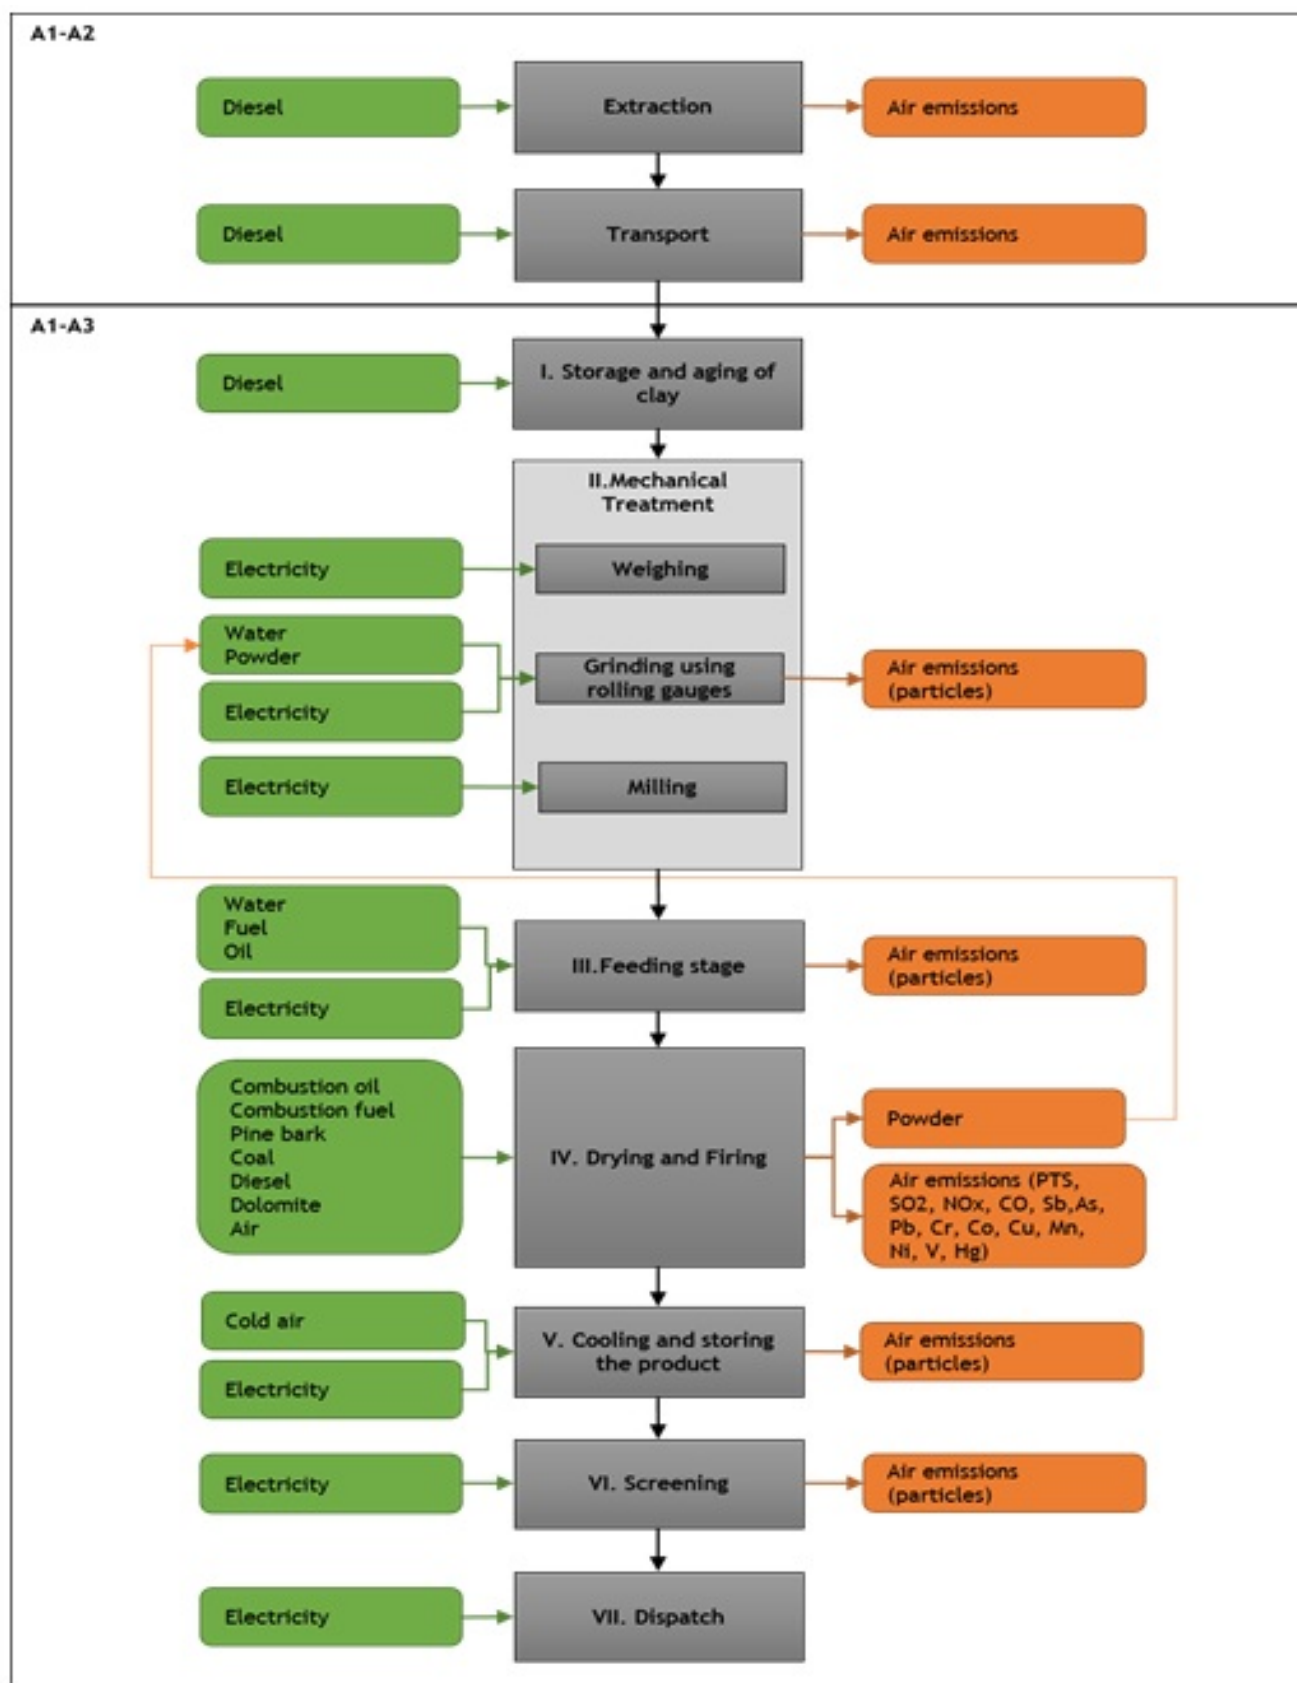 A1-A2
Diesel
Extraction
Air emissions
Diesel
Transport
Air emissions
A1-A3
Diesel
I. Storage and aging of
clay
II.Mechanical
Treatment
Electricity
Weighing
Water
Powder
Electricity
Grinding using
rolling gauges
Air emissions
(particles)
Electricity
Milling
Water
Fuel
Oil
Electricity
III.Feeding stage
Air emissions
(particles)
Combustion oil
Combustion fuel
Pine bark
Coal
Diesel
Dolomite
Air
IV. Drying and Firing
Powder
Air emissions (PTS,
SO2, NOx, CO, Sb,As,
Pb, Cr, Co, Cu, Mn,
Ni, V, Hg)
Cold air
Electricity
V. Cooling and storing
the product
Air emissions
(particles)
Electricity
VI. Screening
Air emissions
(particles)
Electricity
VII. Dispatch